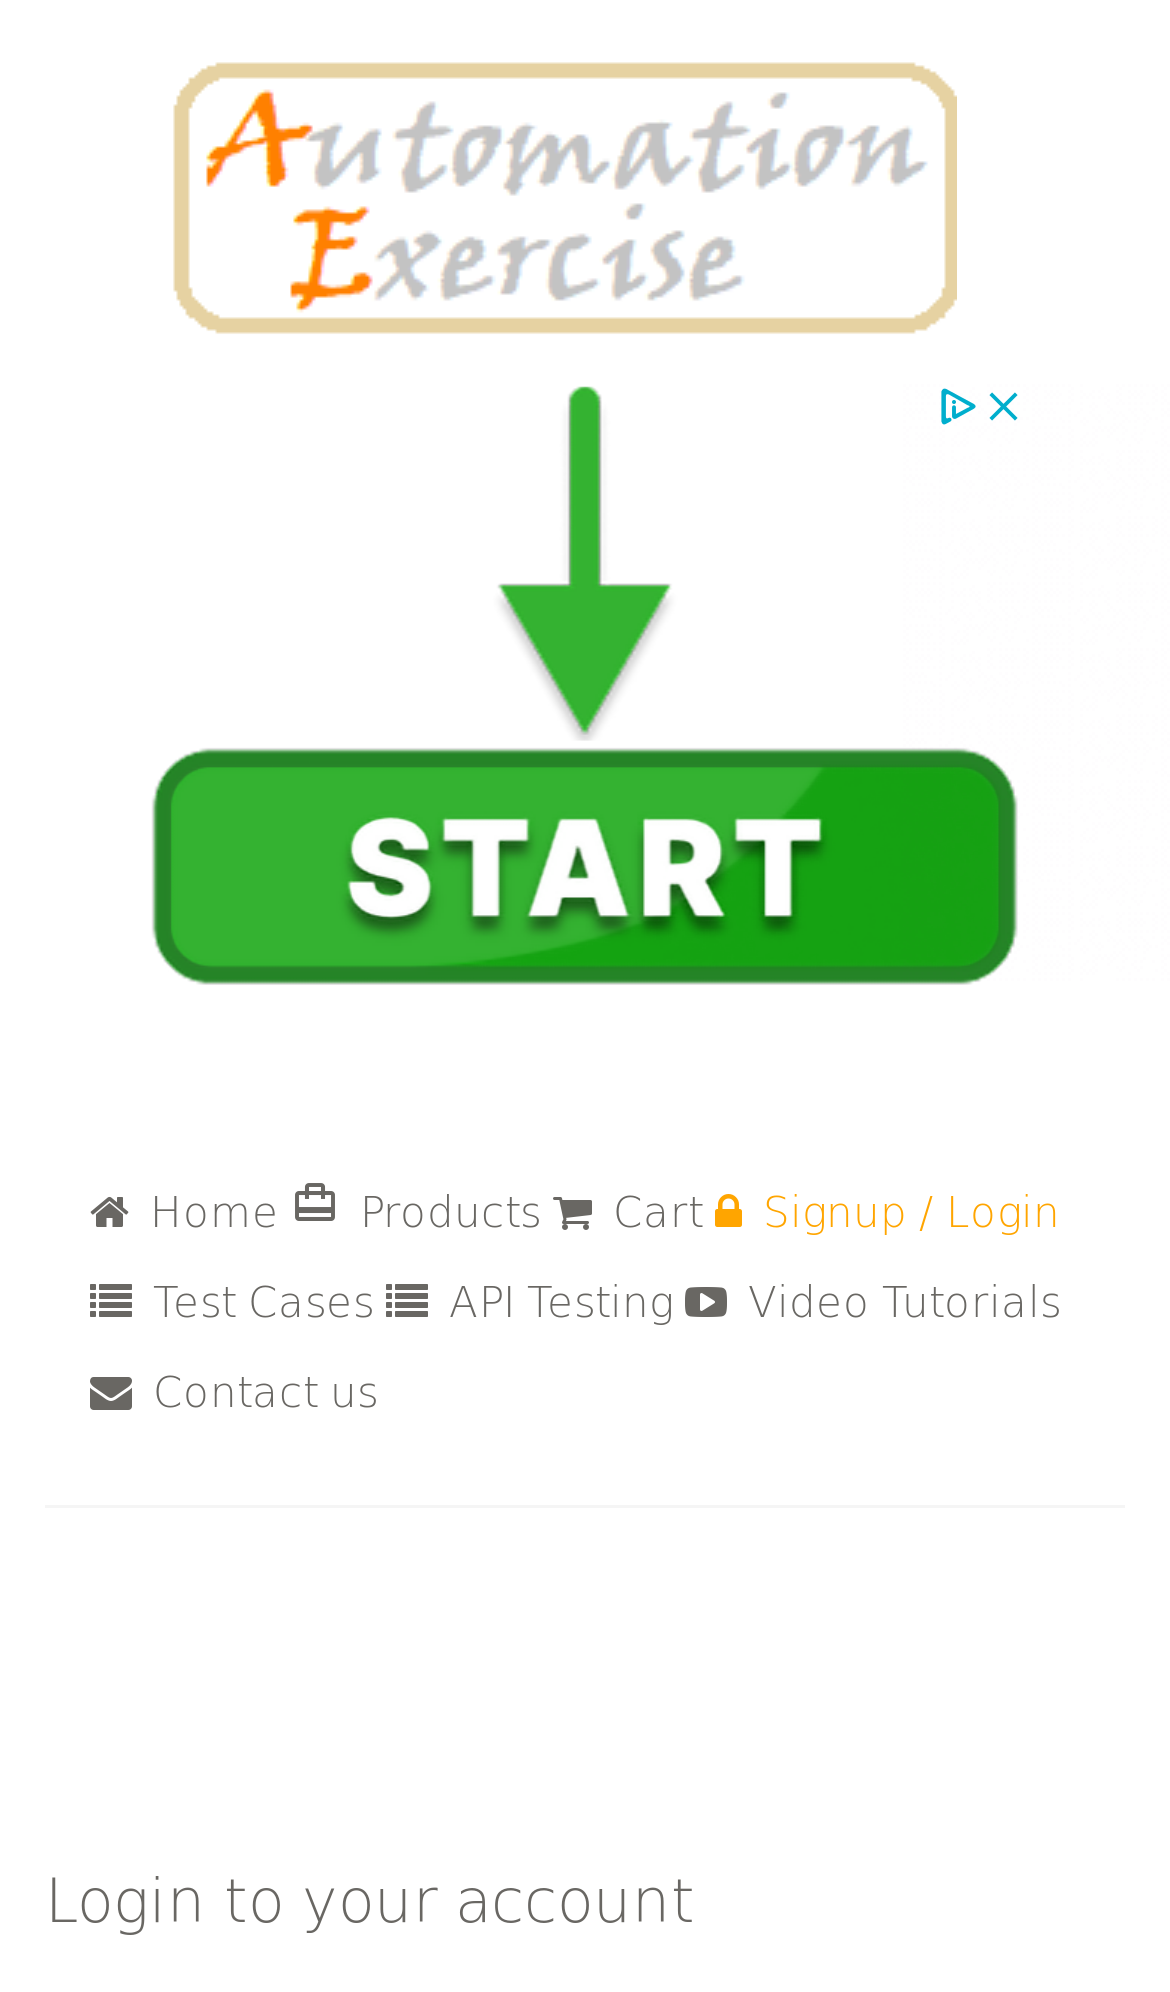 Automation
Exercise
START
Home Products Cart Signup / Login
Test Cases API Testing Video Tutorials
Contact us
Login to your account